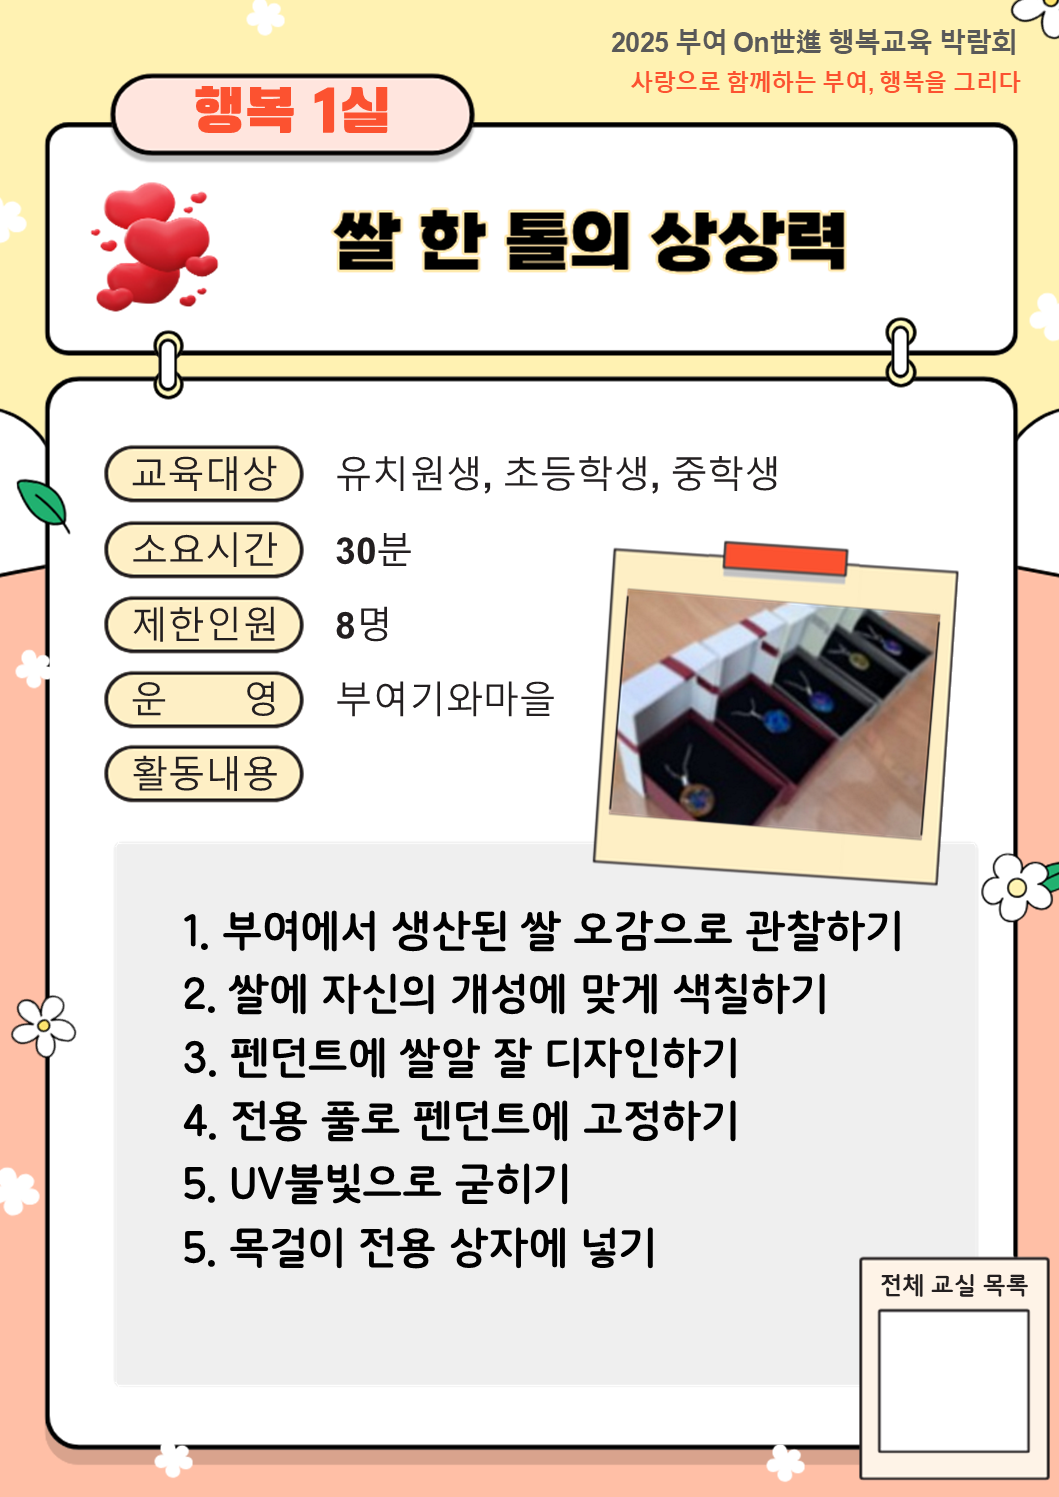 2025 부여 On世進 행복교육 박람회
사랑으로 함께하는 부여, 행복을 그리다
행복 1실
쌀 한 톨의 상상력
교육대상 유치원생, 초등학생, 중학생
소요시간 30분
제한인원 8명
운 영 부여기와마을
활동내용
1. 부여에서 생산된 쌀 오감으로 관찰하기
2. 쌀에 자신의 개성에 맞게 색칠하기
3. 펜던트에 쌀알 잘 디자인하기
4. 전용 풀로 펜던트에 고정하기
5. UV불빛으로 굳히기
5. 목걸이 전용 상자에 넣기
전체 교실 목록